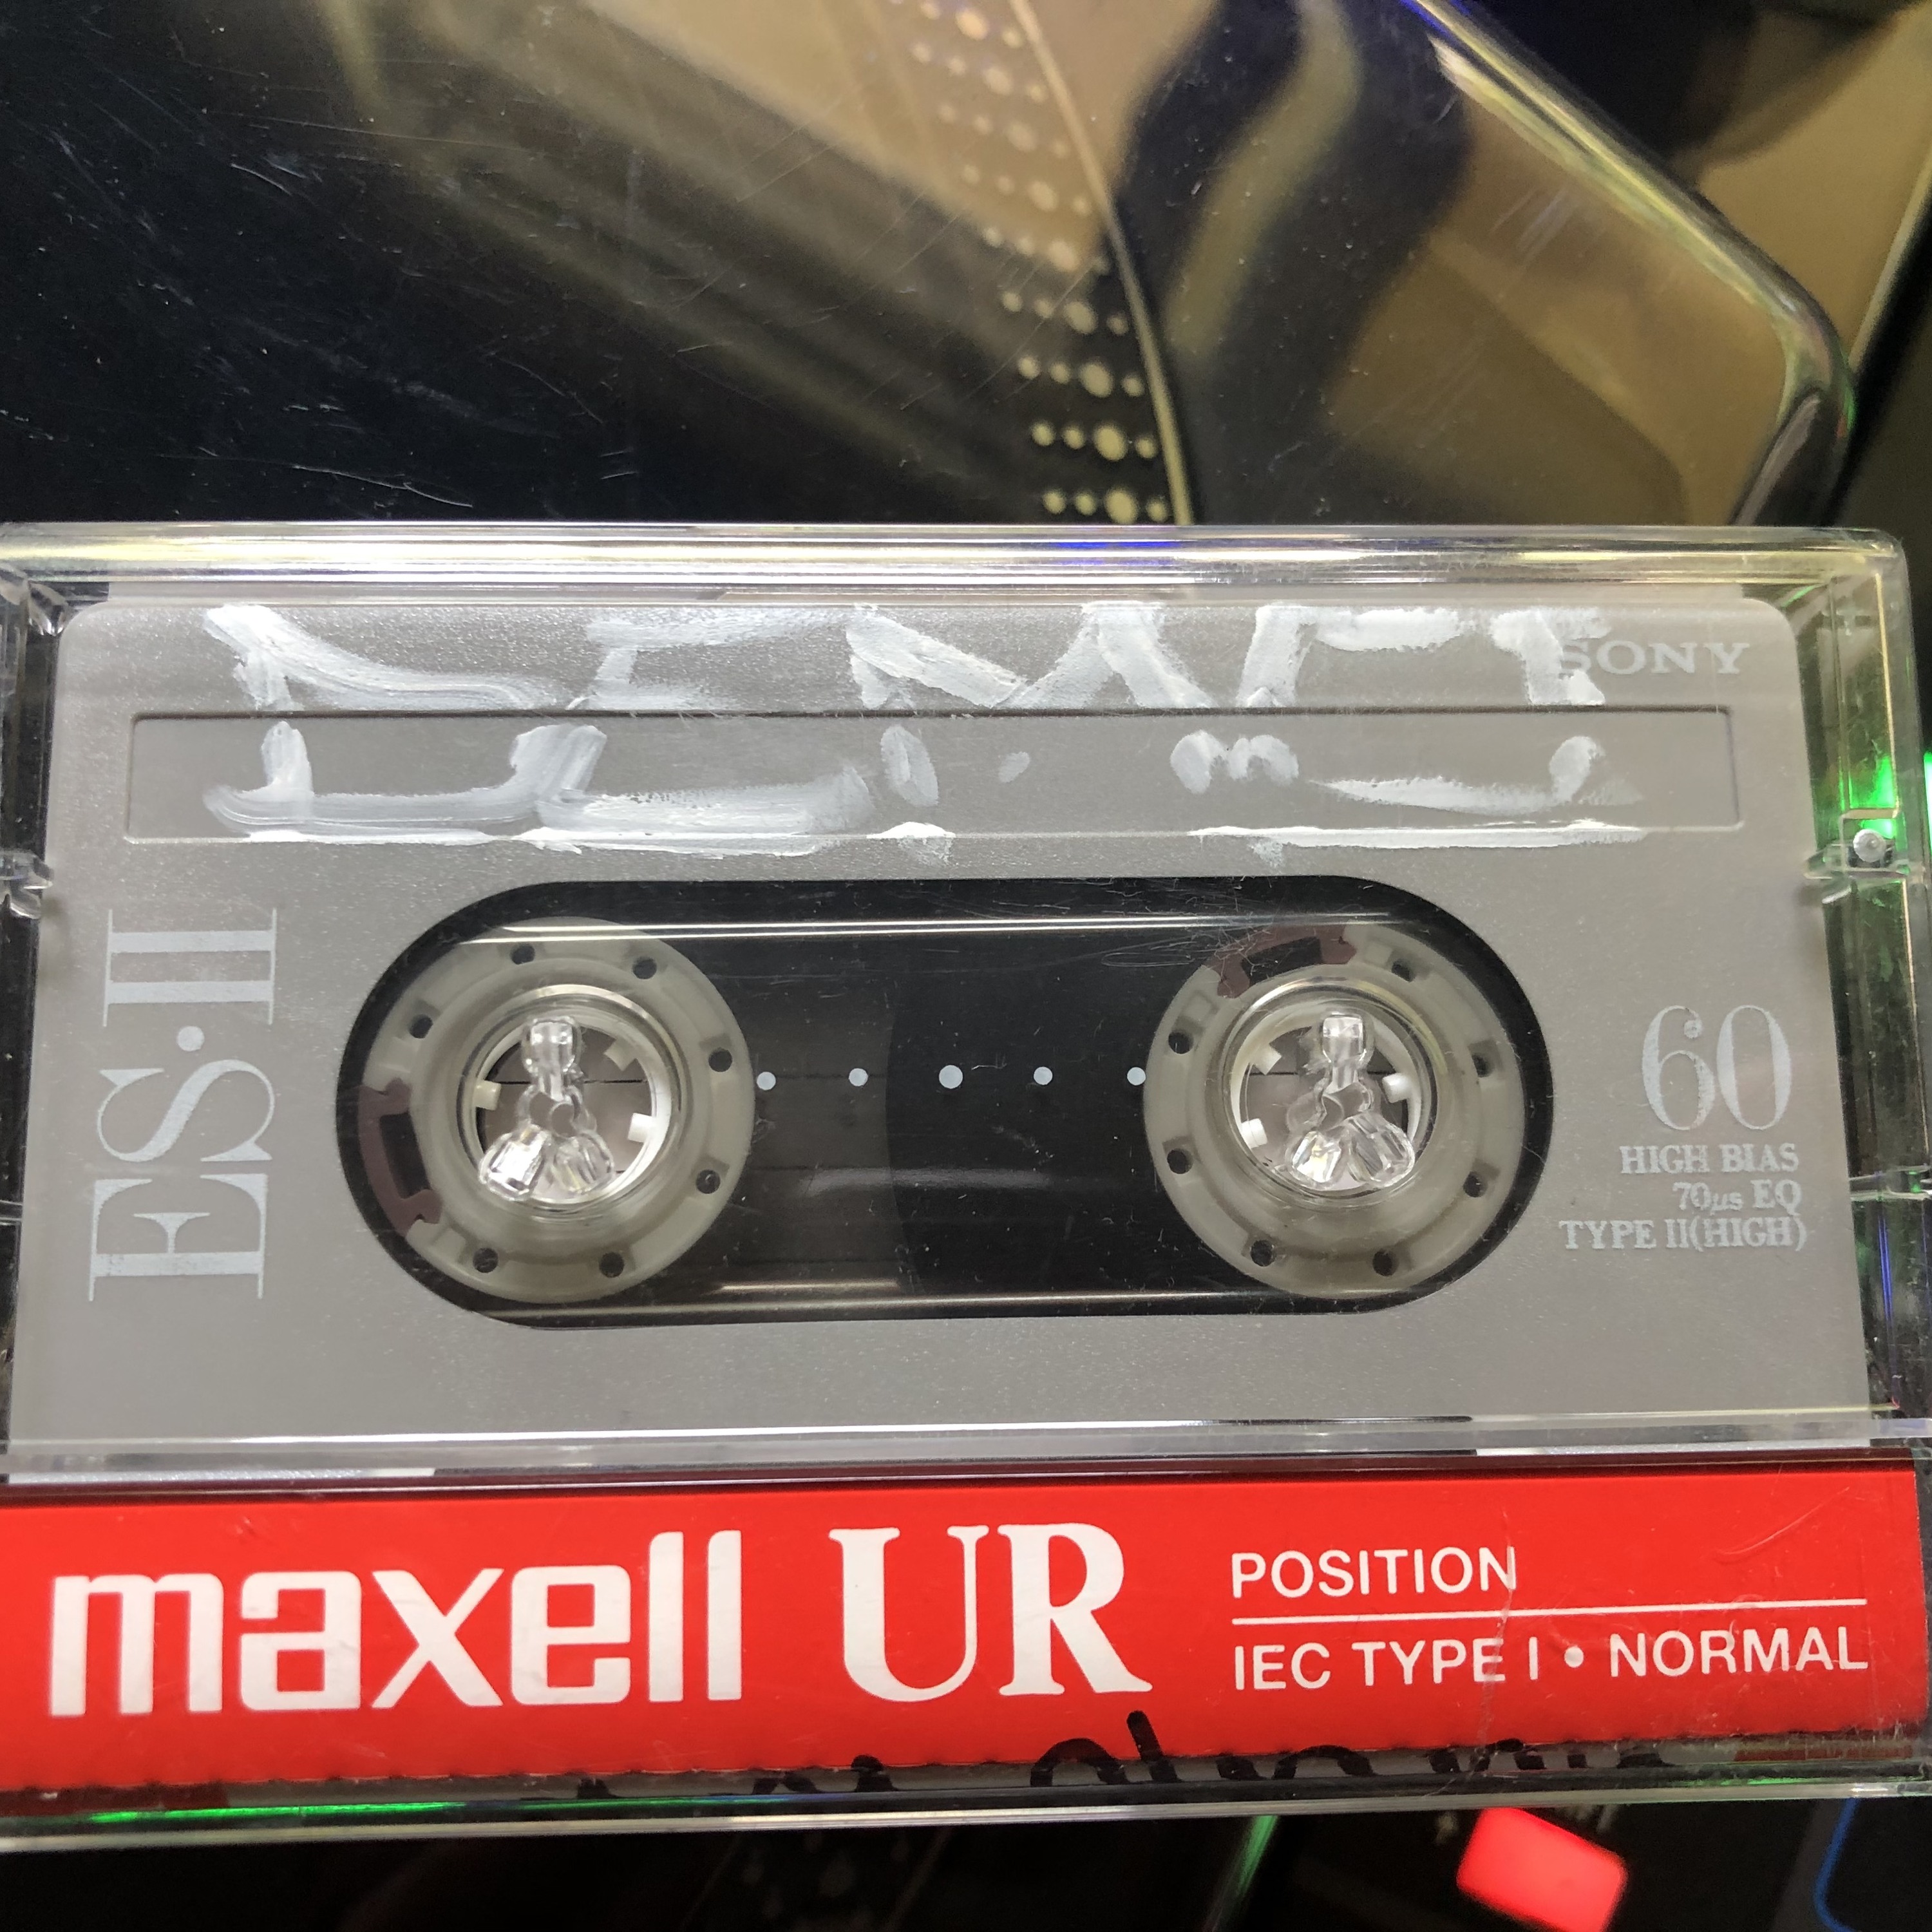 SONY
ES·II
60
HIGH BIAS
70µs EQ
TYPE II(HIGH)
maxell UR
POSITION
IEC TYPE I • NORMAL